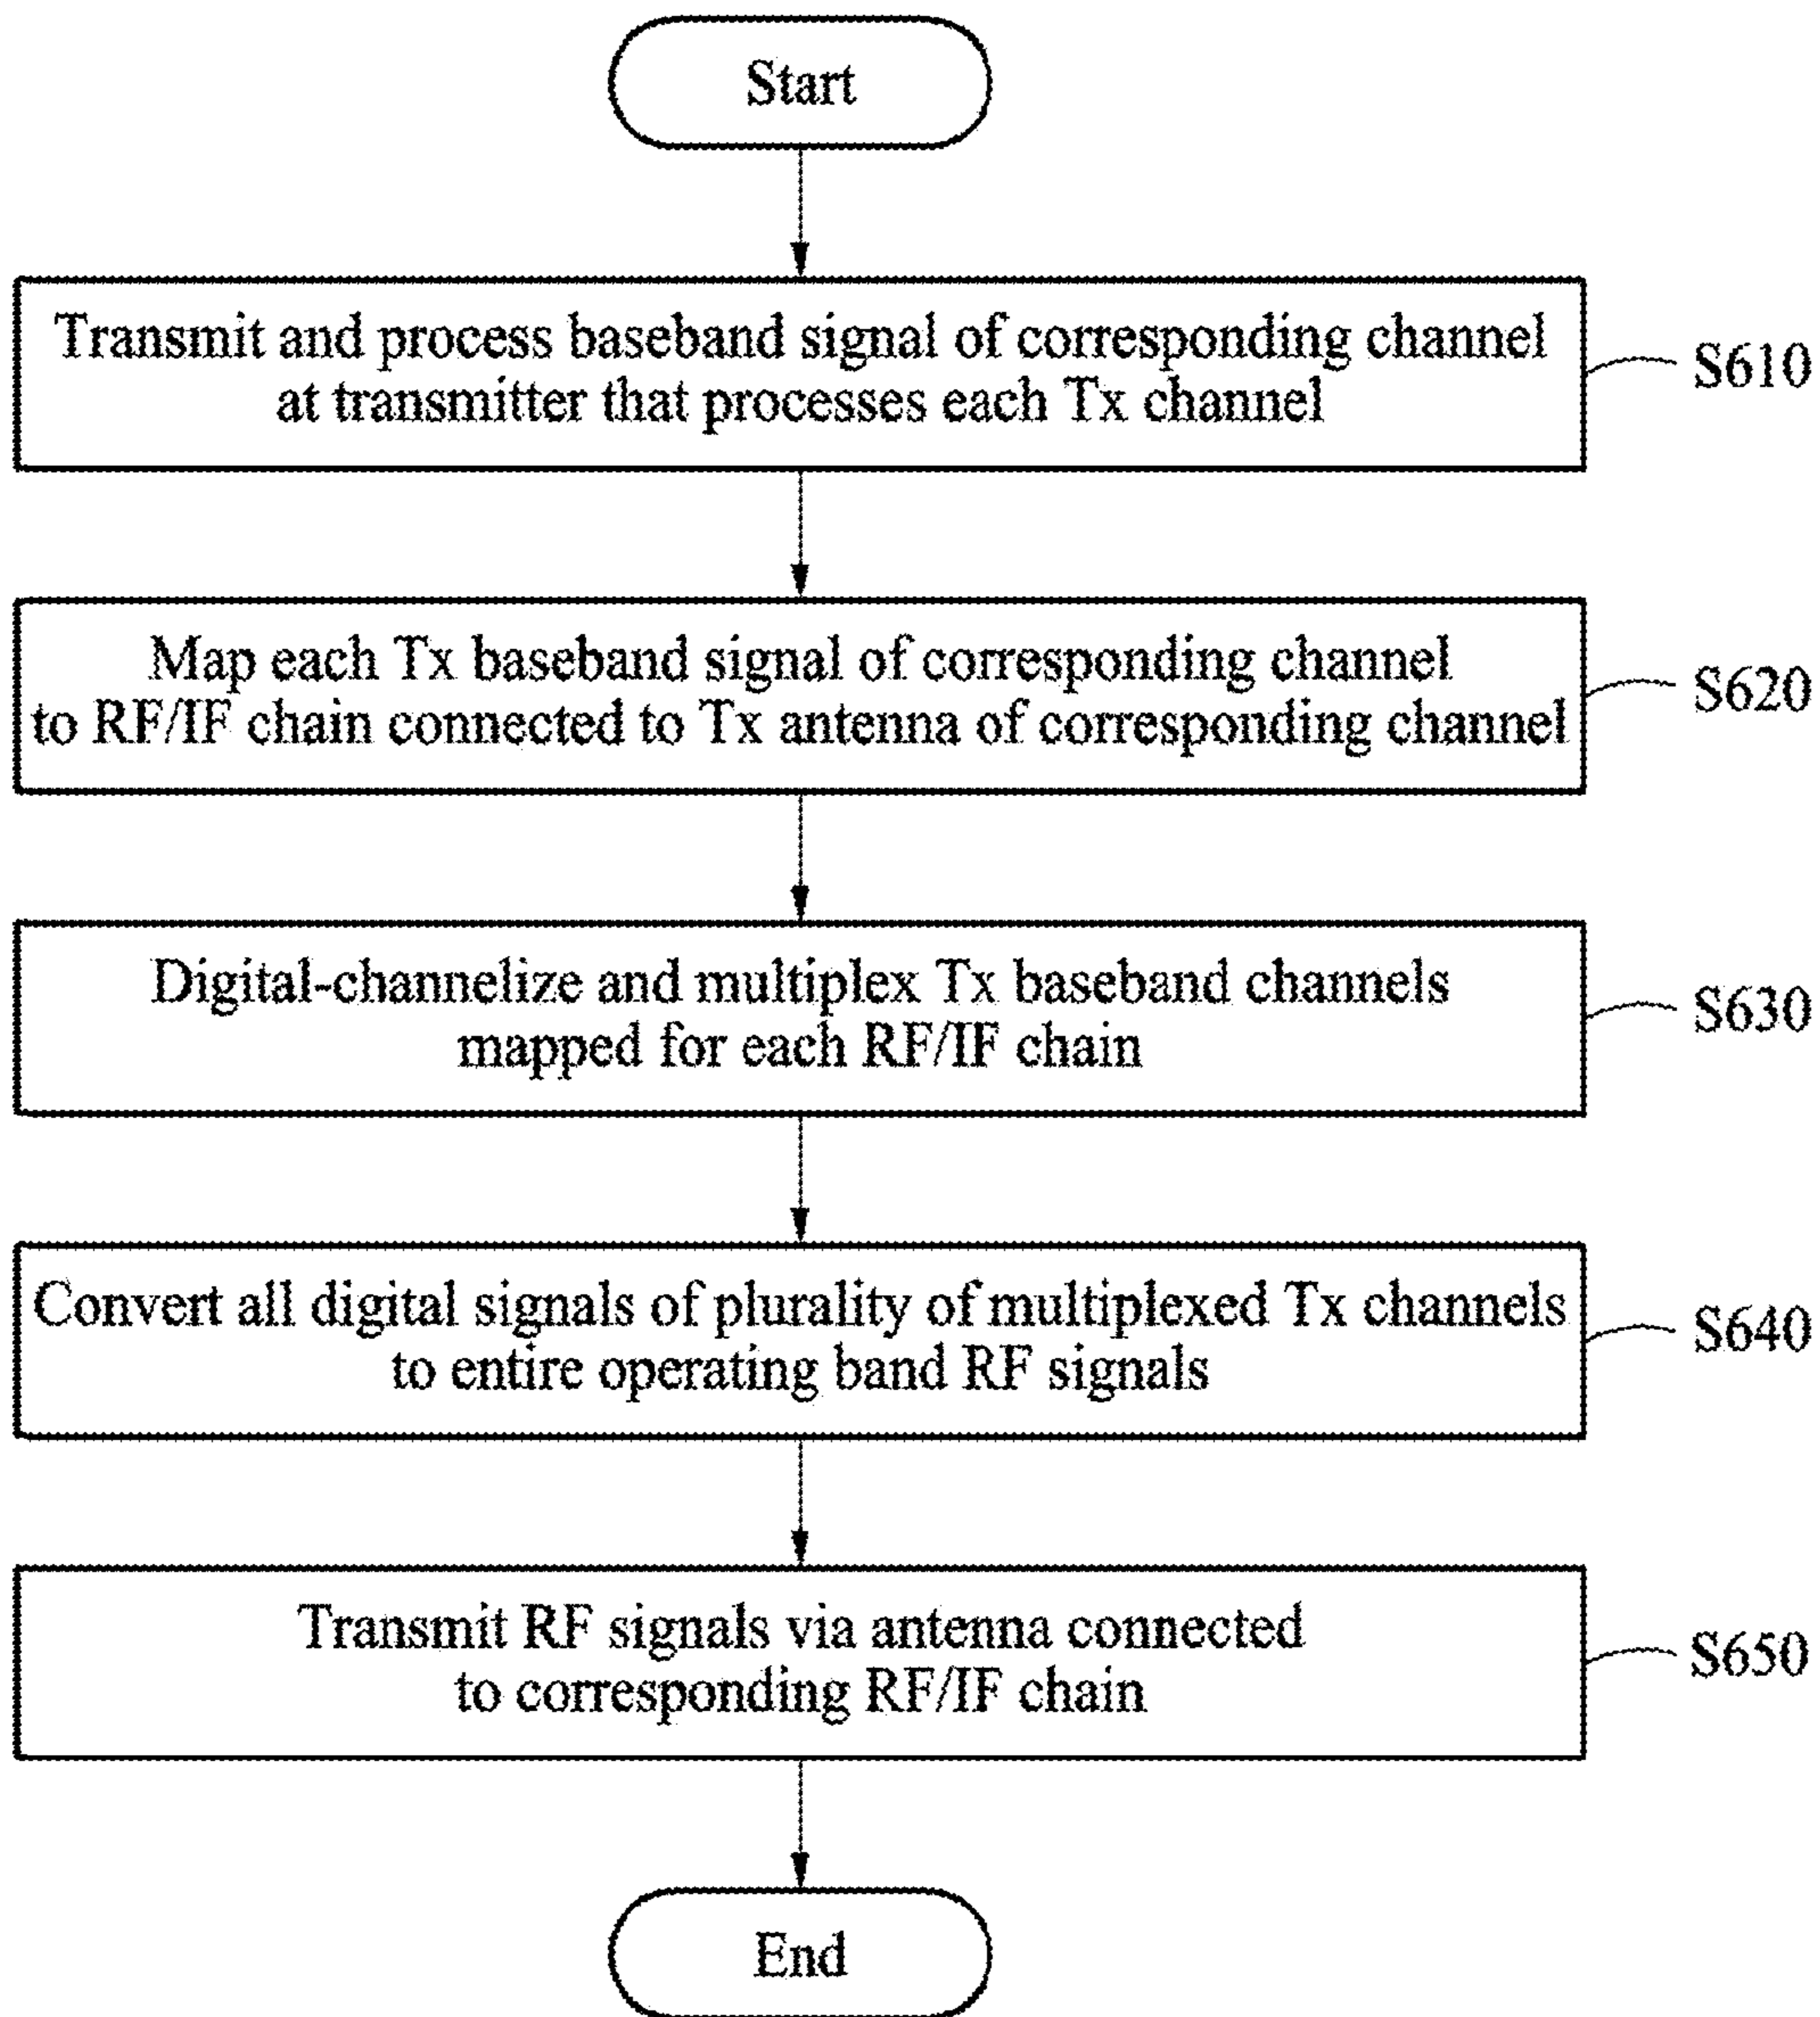 Start
Transmit and process baseband signal of corresponding channel
at transmitter that processes each Tx channel
S610
Map each Tx baseband signal of corresponding channel
to RF/IF chain connected to Tx antenna of corresponding channel
S620
Digital-channelize and multiplex Tx baseband channels
mapped for each RF/IF chain
S630
Convert all digital signals of plurality of multiplexed Tx channels
to entire operating band RF signals
S640
Transmit RF signals via antenna connected
to corresponding RF/IF chain
S650
End